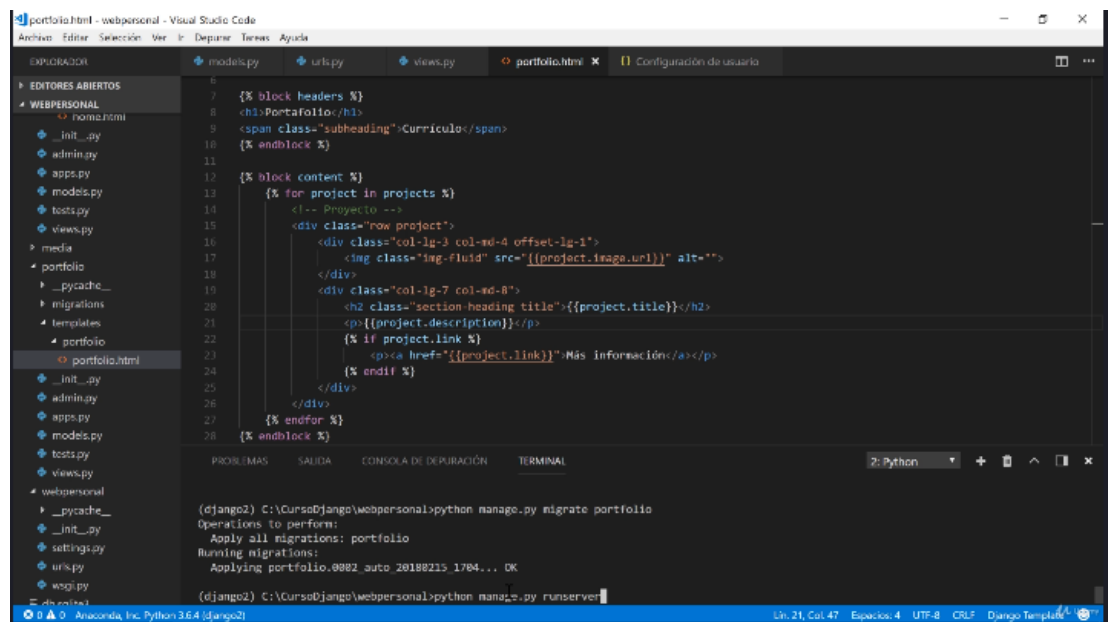 portfolio.html - webpersonal - Visual Studio Code
Archivo Editar Selección Ver Ir Depurar Tareas Ayuda
EXPLORADOR
EDITORES ABIERTOS
WEBPERSONAL
home.html
__init__.py
admin.py
apps.py
models.py
tests.py
views.py
media
portfolio
__pycache__
migrations
templates
portfolio
portfolio.html
__init__.py
admin.py
apps.py
models.py
tests.py
views.py
webpersonal
__pycache__
__init__.py
settings.py
urls.py
wsgi.py
db.sqlite3
models.py urls.py views.py portfolio.html {} Configuración de usuario
6
7 {% block headers %}
8 <h1>Portafolio</h1>
9 <span class="subheading">Currículo</span>
10 {% endblock %}
11
12 {% block content %}
13 {% for project in projects %}
14 <!-- Proyecto -->
15 <div class="row project">
16 <div class="col-lg-3 col-md-4 offset-lg-1">
17 <img class="img-fluid" src="{{project.image.url}}" alt="">
18 </div>
19 <div class="col-lg-7 col-md-8">
20 <h2 class="section-heading title">{{project.title}}</h2>
21 <p>{{project.description}}</p>
22 {% if project.link %}
23 <p><a href="{{project.link}}">Más información</a></p>
24 {% endif %}
25 </div>
26 </div>
27 {% endfor %}
28 {% endblock %}
PROBLEMAS SALIDA CONSOLA DE DEPURACIÓN TERMINAL 2: Python
(django2) C:\CursoDjango\webpersonal>python manage.py migrate portfolio
Operations to perform:
Apply all migrations: portfolio
Running migrations:
Applying portfolio.0002_auto_20180215_1704... OK
(django2) C:\CursoDjango\webpersonal>python manage.py runserver
0 0 Anaconda, Inc. Python 3.6.4 (django2) Lín. 21, Col. 47 Espacios: 4 UTF-8 CRLF Django Template